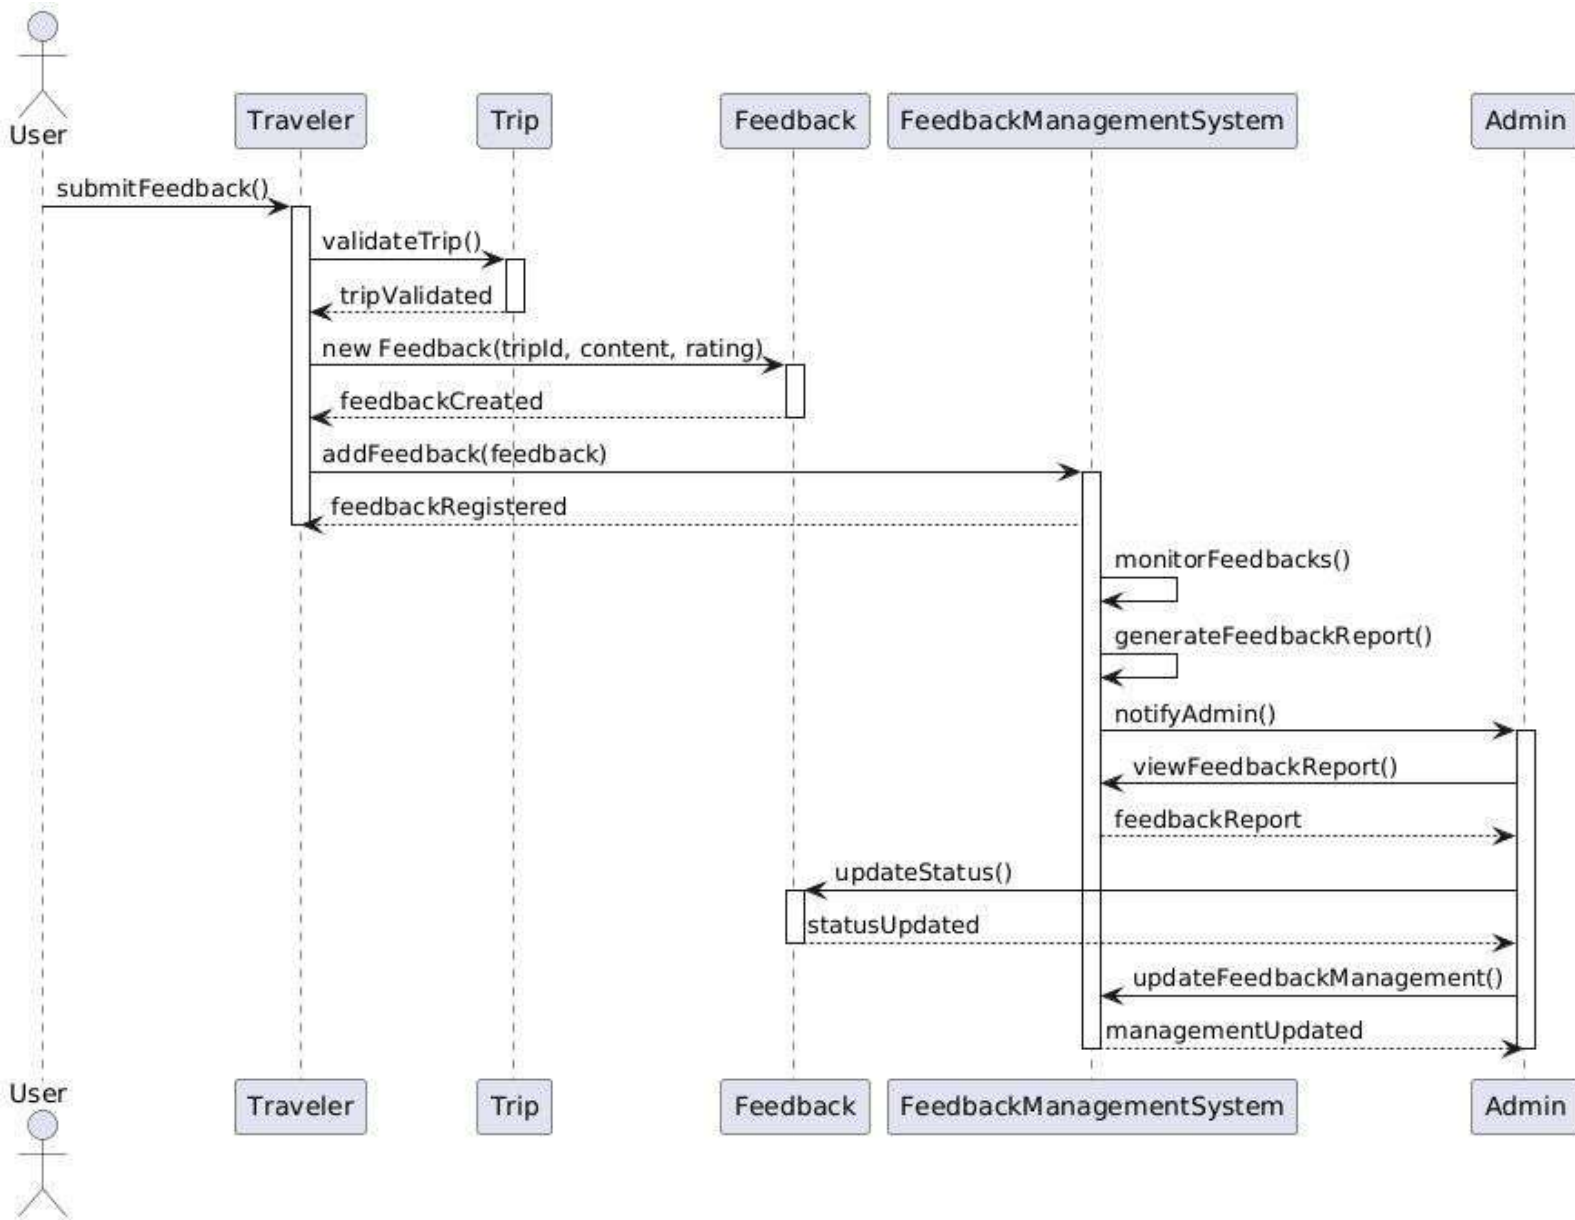 User
Traveler
Trip
Feedback
FeedbackManagementSystem
Admin
submitFeedback()
validateTrip()
tripValidated
new Feedback(tripId, content, rating)
feedbackCreated
addFeedback(feedback)
feedbackRegistered
monitorFeedbacks()
generateFeedbackReport()
notifyAdmin()
viewFeedbackReport()
feedbackReport
updateStatus()
statusUpdated
updateFeedbackManagement()
managementUpdated
User
Traveler
Trip
Feedback
FeedbackManagementSystem
Admin